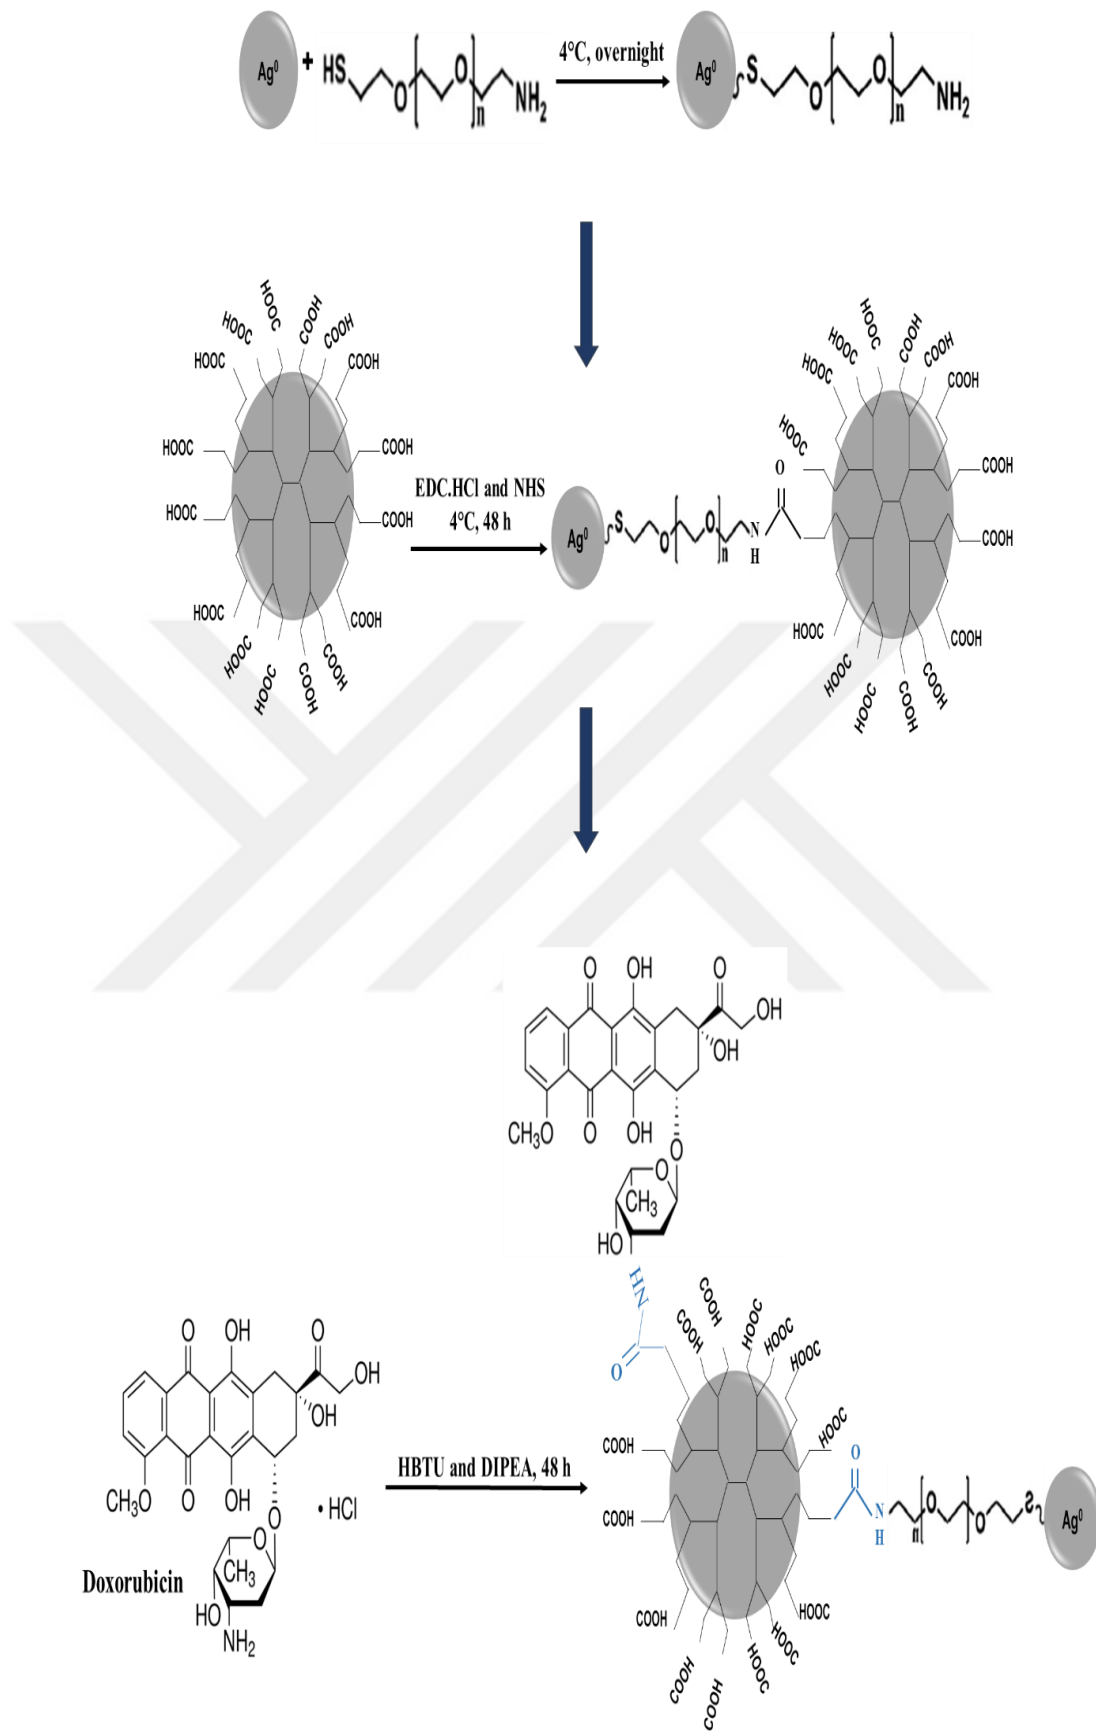 Ag⁰ + HS O O n NH₂ 4°C, overnight Ag⁰ S O O n NH₂
HOOC HOOC HOOC COOH COOH COOH
HOOC COOH
HOOC COOH
HOOC COOH
HOOC HOOC COOH COOH
EDC.HCl and NHS
4°C, 48 h
Ag⁰ S O O n N H O
HOOC HOOC HOOC COOH COOH COOH
HOOC COOH
COOH
HOOC COOH
HOOC HOOC COOH COOH
O OH O OH
OH
CH₃O O OH O
O
CH₃
HO
HN
O
COOH COOH HOOC HOOC HOOC
COOH HOOC
COOH
COOH HOOC
COOH COOH HOOC HOOC
O
N H n O O S Ag⁰
O OH O OH
OH
CH₃O O OH • HCl
O
O
CH₃
HO
NH₂
Doxorubicin
HBTU and DIPEA, 48 h